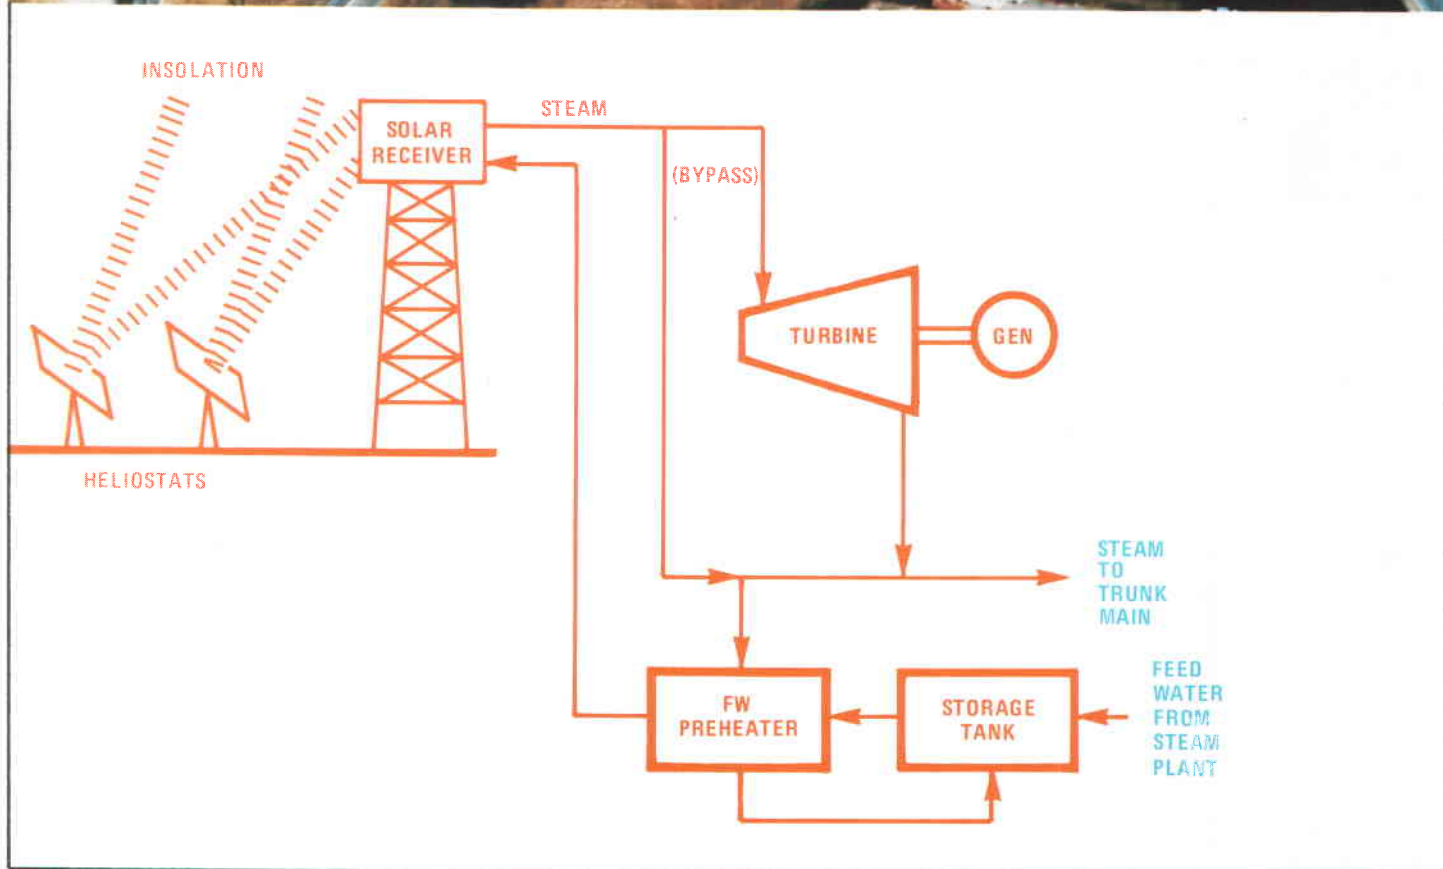 INSOLATION
SOLAR
RECEIVER
STEAM
(BYPASS)
TURBINE
GEN
HELIOSTATS
STEAM
TO
TRUNK
MAIN
FW
PREHEATER
STORAGE
TANK
FEED
WATER
FROM
STEAM
PLANT